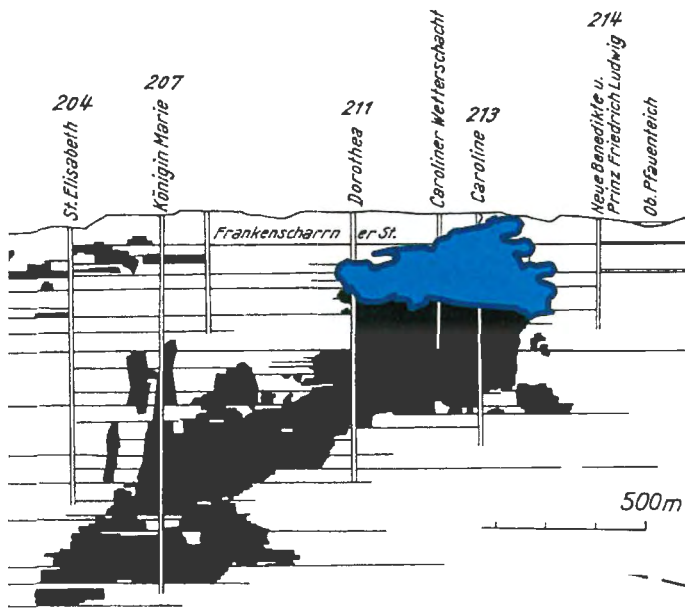 204
St. Elisabeth
207
Königin Marie
211
Dorothea
Caroliner Wetterschacht
213
Caroline
214
Neue Benedikte u.
Prinz Friedrich Ludwig
Ob. Pfauenteich
Frankenscharrn er St.
500m